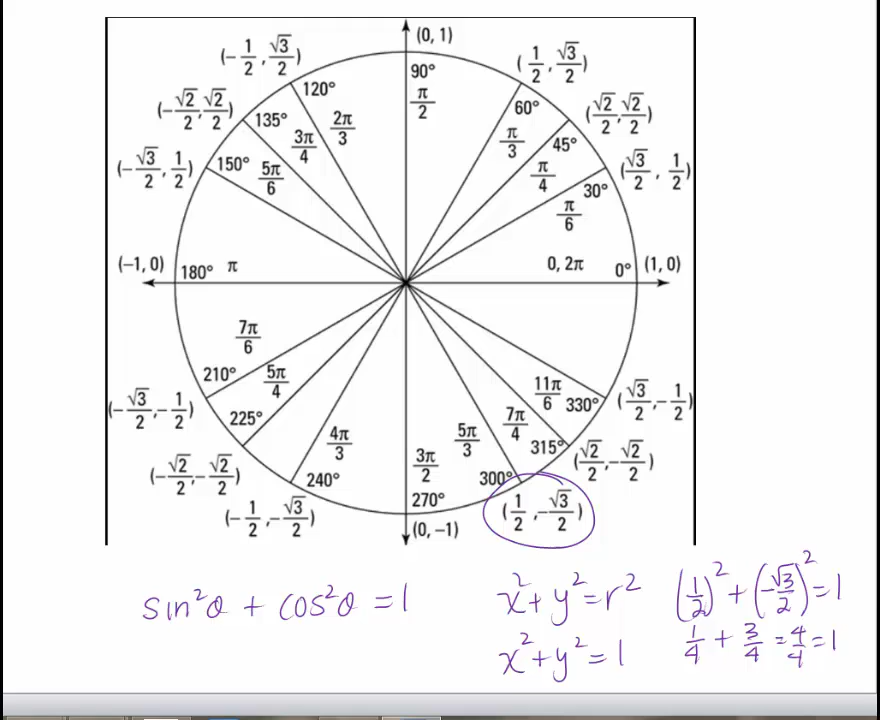 (0, 1)
(-1/2, √3/2)
(1/2, √3/2)
90°
π/2
120°
2π/3
60°
π/3
(-√2/2, √2/2)
(√2/2, √2/2)
135°
3π/4
45°
π/4
(-√3/2, 1/2)
(√3/2, 1/2)
150°
5π/6
30°
π/6
(-1, 0)
180° π
0, 2π 0°
(1, 0)
7π/6
210°
11π/6
330°
(-√3/2, -1/2)
(√3/2, -1/2)
5π/4
225°
7π/4
315°
(-√2/2, -√2/2)
(√2/2, -√2/2)
4π/3
240°
3π/2
270°
5π/3
300°
(-1/2, -√3/2)
(0, -1)
(1/2, -√3/2)
sin²θ + cos²θ = 1
x² + y² = r²
(1/2)² + (-√3/2)² = 1
x² + y² = 1
1/4 + 3/4 = 4/4 = 1